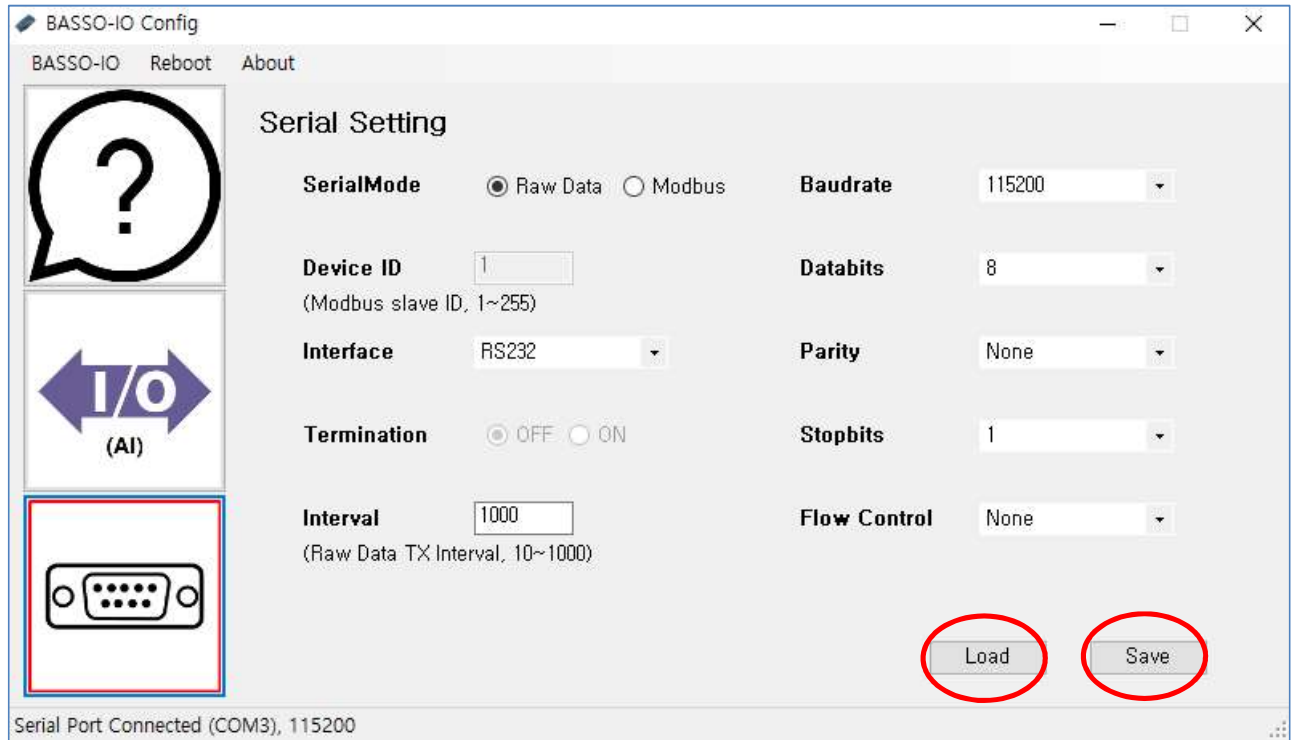 BASSO-IO Config
BASSO-IO Reboot About
?
Serial Setting
SerialMode Raw Data Modbus Baudrate 115200
Device ID 1 Databits 8
(Modbus slave ID, 1~255)
Interface RS232 Parity None
I/O
(AI)
Termination OFF ON Stopbits 1
Interval 1000 Flow Control None
(Raw Data TX Interval, 10~1000)
Load Save
Serial Port Connected (COM3), 115200